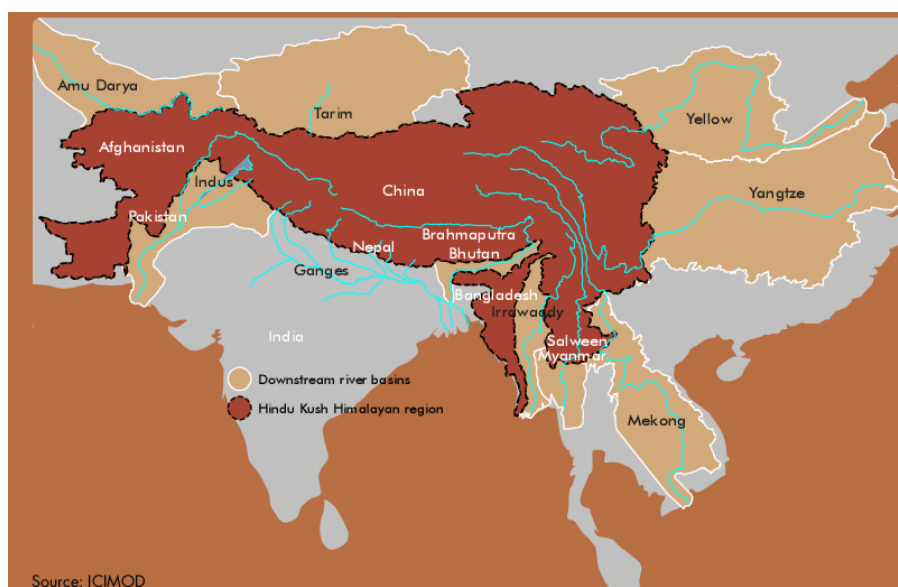 Amu Darya
Tarim
Yellow
Afghanistan
Indus
China
Yangtze
Pakistan
Nepal
Brahmaputra
Bhutan
Ganges
Bangladesh
Irrawaddy
India
Salween
Myanmar
Downstream river basins
Hindu Kush Himalayan region
Mekong
Source: ICIMOD